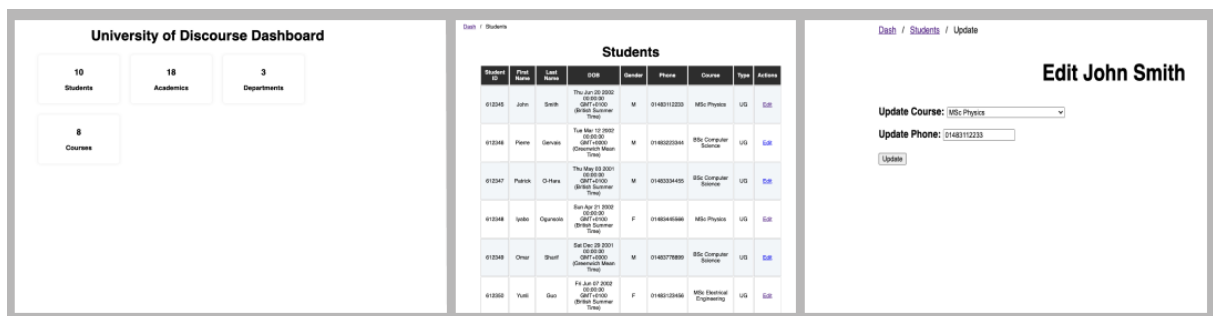 University of Discourse Dashboard
10
Students
18
Academics
3
Departments
8
Courses
Dash / Students
Students
Student ID First Name Last Name DOB Gender Phone Course Type Actions
612345 John Smith Thu Jun 20 2002 00:00:00 GMT+0100 (British Summer Time) M 01483112233 MSc Physics UG Edit
612346 Pierre Gervais Tue Mar 12 2002 00:00:00 GMT+0000 (Greenwich Mean Time) M 01483223344 BSc Computer Science UG Edit
612347 Patrick O-Hara Thu May 03 2001 00:00:00 GMT+0100 (British Summer Time) M 01483334455 BSc Computer Science UG Edit
612348 Iyabo Ogunsola Sun Apr 21 2002 00:00:00 GMT+0100 (British Summer Time) F 01483445566 MSc Physics UG Edit
612349 Omar Sharif Sat Dec 29 2001 00:00:00 GMT+0000 (Greenwich Mean Time) M 01483778899 BSc Computer Science UG Edit
612350 Yunli Guo Fri Jun 07 2002 00:00:00 GMT+0100 (British Summer Time) F 01483123456 MSc Electrical Engineering UG Edit
Dash / Students / Update
Edit John Smith
Update Course: MSc Physics
Update Phone: 01483112233
Update